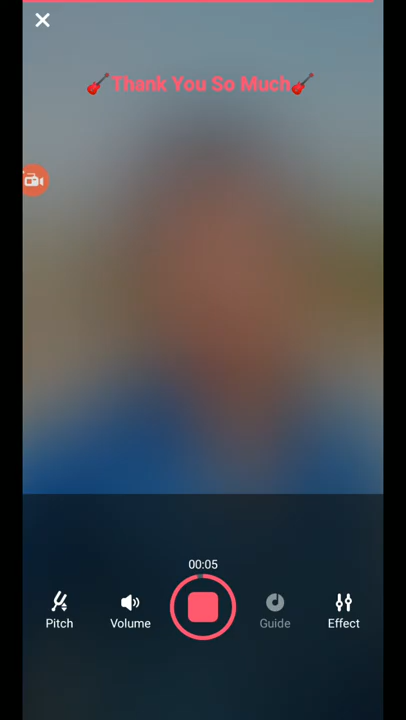 🎸Thank You So Much🎸
00:05
Pitch
Volume
Guide
Effect